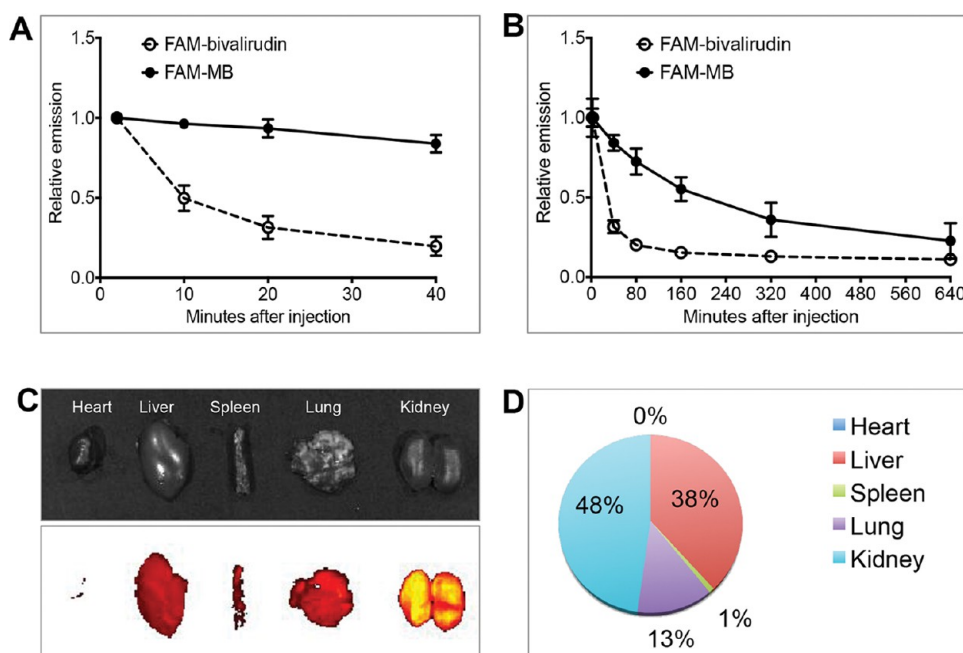 A
1.5
1.0
0.5
0.0
Relative emission
FAM-bivalirudin
FAM-MB
0 10 20 30 40
Minutes after injection
B
1.5
1.0
0.5
0.0
Relative emission
FAM-bivalirudin
FAM-MB
0 80 160 240 320 400 480 560 640
Minutes after injection
C
Heart Liver Spleen Lung Kidney
D
0%
48% 38%
1%
13%
Heart
Liver
Spleen
Lung
Kidney